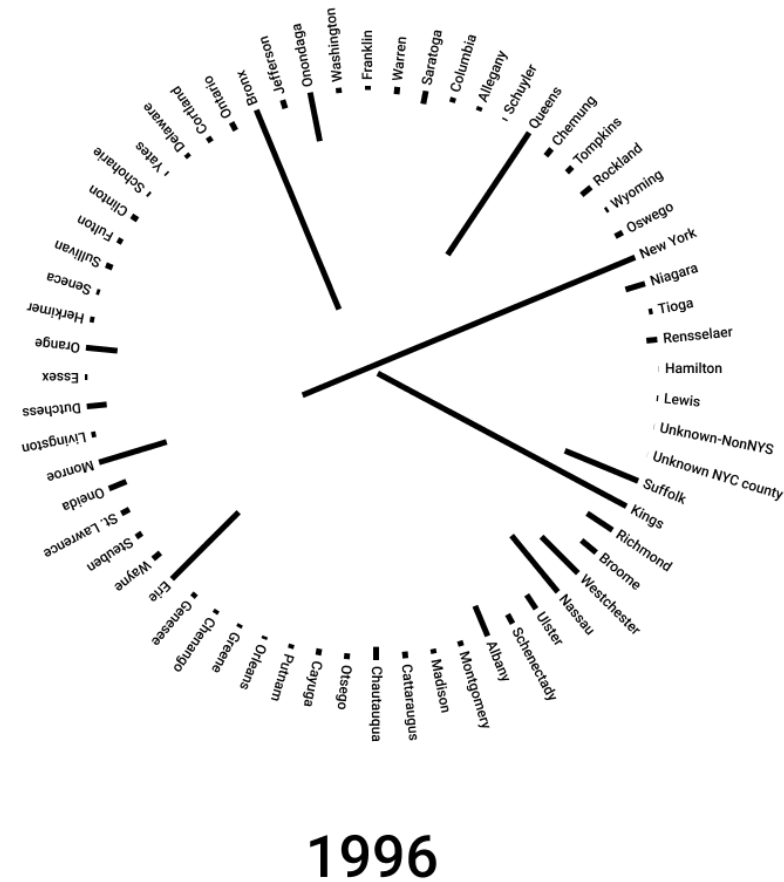 Washington
Franklin
Warren
Saratoga
Columbia
Allegany
Schuyler
Queens
Chemung
Tompkins
Rockland
Wyoming
Oswego
New York
Niagara
Tioga
Rensselaer
Hamilton
Lewis
Unknown-NonNYS
Unknown NYC county
Suffolk
Kings
Richmond
Broome
Westchester
Nassau
Ulster
Schenectady
Albany
Montgomery
Madison
Cattaraugus
Chautauqua
Otsego
Cayuga
Putnam
Orleans
Greene
Chenango
Genesee
Erie
Wayne
Steuben
St. Lawrence
Oneida
Monroe
Livingston
Dutchess
Essex
Orange
Herkimer
Seneca
Sullivan
Fulton
Clinton
Schoharie
Yates
Delaware
Cortland
Ontario
Bronx
Jefferson
Onondaga
1996